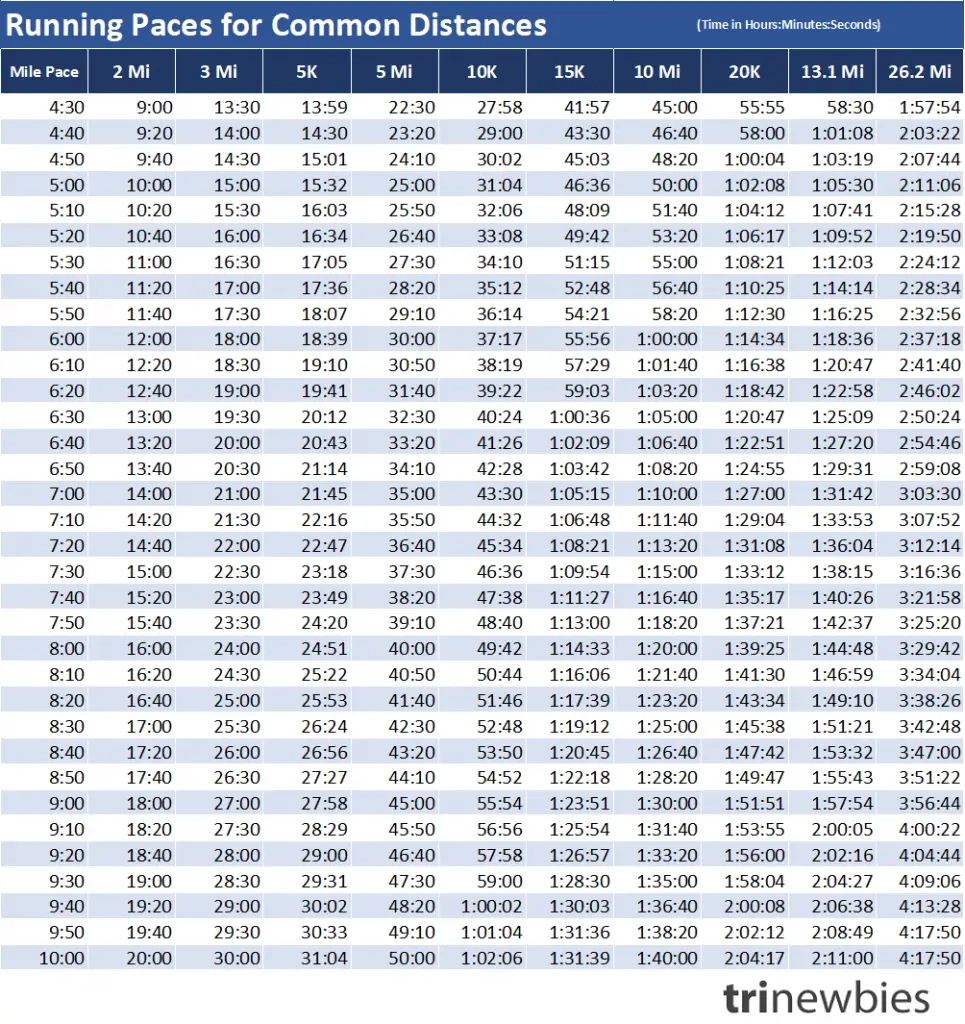 Running Paces for Common Distances (Time in Hours:Minutes:Seconds)
Mile Pace 2 Mi 3 Mi 5K 5 Mi 10K 15K 10 Mi 20K 13.1 Mi 26.2 Mi
4:30 9:00 13:30 13:59 22:30 27:58 41:57 45:00 55:55 58:30 1:57:54
4:40 9:20 14:00 14:30 23:20 29:00 43:30 46:40 58:00 1:01:08 2:03:22
4:50 9:40 14:30 15:01 24:10 30:02 45:03 48:20 1:00:04 1:03:19 2:07:44
5:00 10:00 15:00 15:32 25:00 31:04 46:36 50:00 1:02:08 1:05:30 2:11:06
5:10 10:20 15:30 16:03 25:50 32:06 48:09 51:40 1:04:12 1:07:41 2:15:28
5:20 10:40 16:00 16:34 26:40 33:08 49:42 53:20 1:06:17 1:09:52 2:19:50
5:30 11:00 16:30 17:05 27:30 34:10 51:15 55:00 1:08:21 1:12:03 2:24:12
5:40 11:20 17:00 17:36 28:20 35:12 52:48 56:40 1:10:25 1:14:14 2:28:34
5:50 11:40 17:30 18:07 29:10 36:14 54:21 58:20 1:12:30 1:16:25 2:32:56
6:00 12:00 18:00 18:39 30:00 37:17 55:56 1:00:00 1:14:34 1:18:36 2:37:18
6:10 12:20 18:30 19:10 30:50 38:19 57:29 1:01:40 1:16:38 1:20:47 2:41:40
6:20 12:40 19:00 19:41 31:40 39:22 59:03 1:03:20 1:18:42 1:22:58 2:46:02
6:30 13:00 19:30 20:12 32:30 40:24 1:00:36 1:05:00 1:20:47 1:25:09 2:50:24
6:40 13:20 20:00 20:43 33:20 41:26 1:02:09 1:06:40 1:22:51 1:27:20 2:54:46
6:50 13:40 20:30 21:14 34:10 42:28 1:03:42 1:08:20 1:24:55 1:29:31 2:59:08
7:00 14:00 21:00 21:45 35:00 43:30 1:05:15 1:10:00 1:27:00 1:31:42 3:03:30
7:10 14:20 21:30 22:16 35:50 44:32 1:06:48 1:11:40 1:29:04 1:33:53 3:07:52
7:20 14:40 22:00 22:47 36:40 45:34 1:08:21 1:13:20 1:31:08 1:36:04 3:12:14
7:30 15:00 22:30 23:18 37:30 46:36 1:09:54 1:15:00 1:33:12 1:38:15 3:16:36
7:40 15:20 23:00 23:49 38:20 47:38 1:11:27 1:16:40 1:35:17 1:40:26 3:21:58
7:50 15:40 23:30 24:20 39:10 48:40 1:13:00 1:18:20 1:37:21 1:42:37 3:25:20
8:00 16:00 24:00 24:51 40:00 49:42 1:14:33 1:20:00 1:39:25 1:44:48 3:29:42
8:10 16:20 24:30 25:22 40:50 50:44 1:16:06 1:21:40 1:41:30 1:46:59 3:34:04
8:20 16:40 25:00 25:53 41:40 51:46 1:17:39 1:23:20 1:43:34 1:49:10 3:38:26
8:30 17:00 25:30 26:24 42:30 52:48 1:19:12 1:25:00 1:45:38 1:51:21 3:42:48
8:40 17:20 26:00 26:56 43:20 53:50 1:20:45 1:26:40 1:47:42 1:53:32 3:47:00
8:50 17:40 26:30 27:27 44:10 54:52 1:22:18 1:28:20 1:49:47 1:55:43 3:51:22
9:00 18:00 27:00 27:58 45:00 55:54 1:23:51 1:30:00 1:51:51 1:57:54 3:56:44
9:10 18:20 27:30 28:29 45:50 56:56 1:25:54 1:31:40 1:53:55 2:00:05 4:00:22
9:20 18:40 28:00 29:00 46:40 57:58 1:26:57 1:33:20 1:56:00 2:02:16 4:04:44
9:30 19:00 28:30 29:31 47:30 59:00 1:28:30 1:35:00 1:58:04 2:04:27 4:09:06
9:40 19:20 29:00 30:02 48:20 1:00:02 1:30:03 1:36:40 2:00:08 2:06:38 4:13:28
9:50 19:40 29:30 30:33 49:10 1:01:04 1:31:36 1:38:20 2:02:12 2:08:49 4:17:50
10:00 20:00 30:00 31:04 50:00 1:02:06 1:31:39 1:40:00 2:04:17 2:11:00 4:17:50
trinewbies